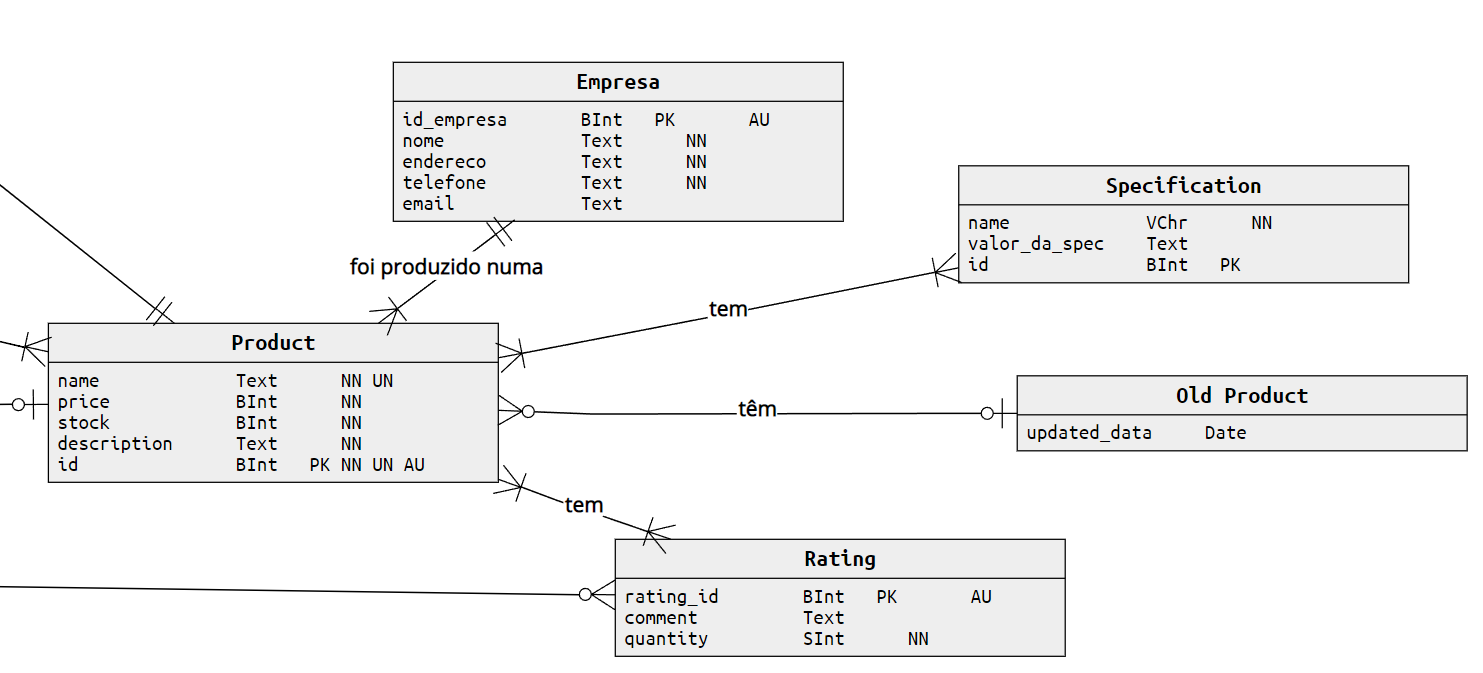 Empresa
id_empresa BInt PK AU
nome Text NN
endereco Text NN
telefone Text NN
email Text
foi produzido numa
Specification
name VChr NN
valor_da_spec Text
id BInt PK
tem
Product
name Text NN UN
price BInt NN
stock BInt NN
description Text NN
id BInt PK NN UN AU
têm
Old Product
updated_data Date
tem
Rating
rating_id BInt PK AU
comment Text
quantity SInt NN